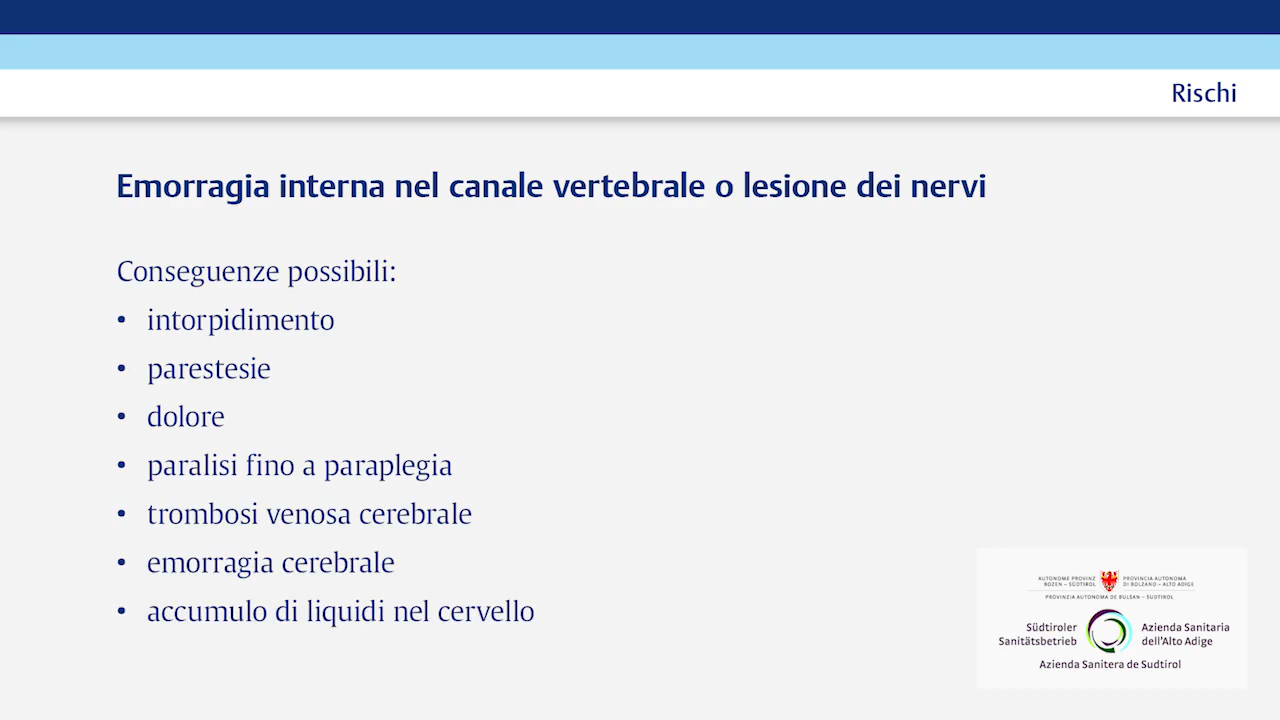 Rischi
Emorragia interna nel canale vertebrale o lesione dei nervi
Conseguenze possibili:
• intorpidimento
• parestesie
• dolore
• paralisi fino a paraplegia
• trombosi venosa cerebrale
• emorragia cerebrale
• accumulo di liquidi nel cervello
AUTONOME PROVINZ
BOZEN – SÜDTIROL
PROVINCIA AUTONOMA
DI BOLZANO – ALTO ADIGE
PROVINZIA AUTONOMA DE BULSAN – SUDTIROL
Südtiroler
Sanitätsbetrieb
Azienda Sanitaria
dell'Alto Adige
Azienda Sanitera de Sudtirol